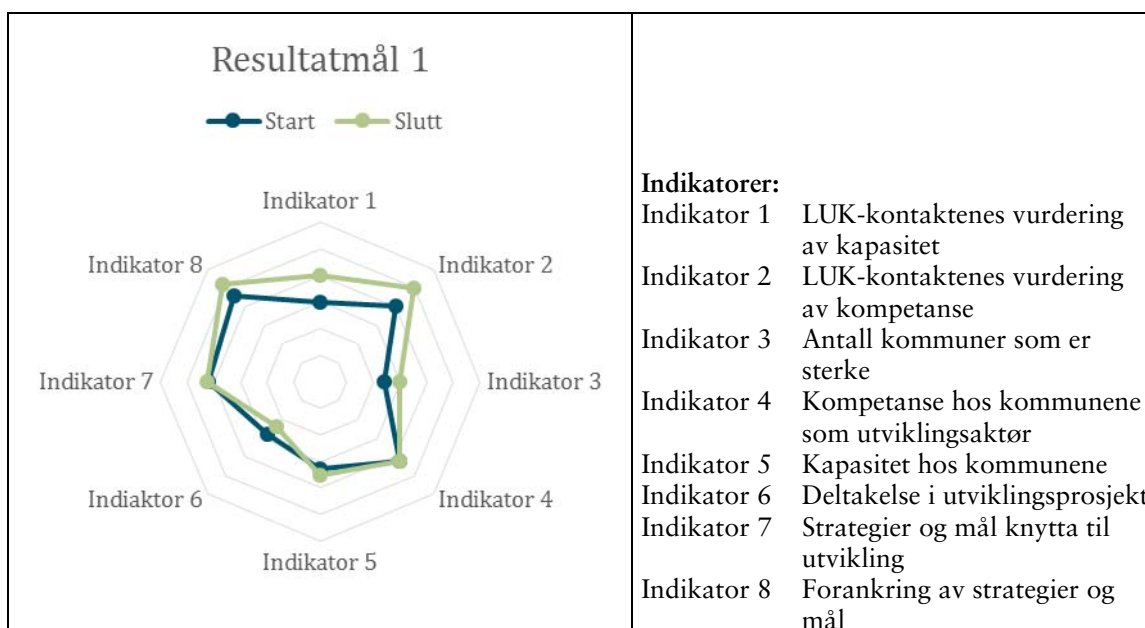 Resultatmål 1
Start Slutt
Indikator 1
Indikator 2
Indikator 3
Indikator 4
Indikator 5
Indiaktor 6
Indikator 7
Indikator 8
Indikatorer:
Indikator 1 LUK-kontaktenes vurdering
av kapasitet
Indikator 2 LUK-kontaktenes vurdering
av kompetanse
Indikator 3 Antall kommuner som er
sterke
Indikator 4 Kompetanse hos kommunene
som utviklingsaktør
Indikator 5 Kapasitet hos kommunene
Indikator 6 Deltakelse i utviklingsprosjekt
Indikator 7 Strategier og mål knytta til
utvikling
Indikator 8 Forankring av strategier og
mål